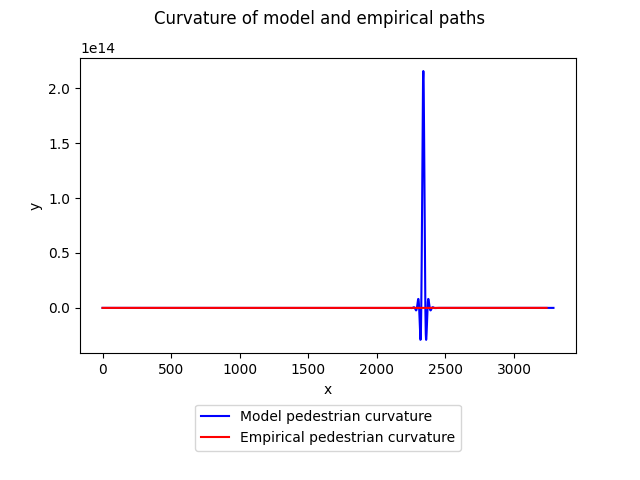 Curvature of model and empirical paths
1e14
2.0
1.5
1.0
0.5
0.0
y
0 500 1000 1500 2000 2500 3000
x
Model pedestrian curvature
Empirical pedestrian curvature